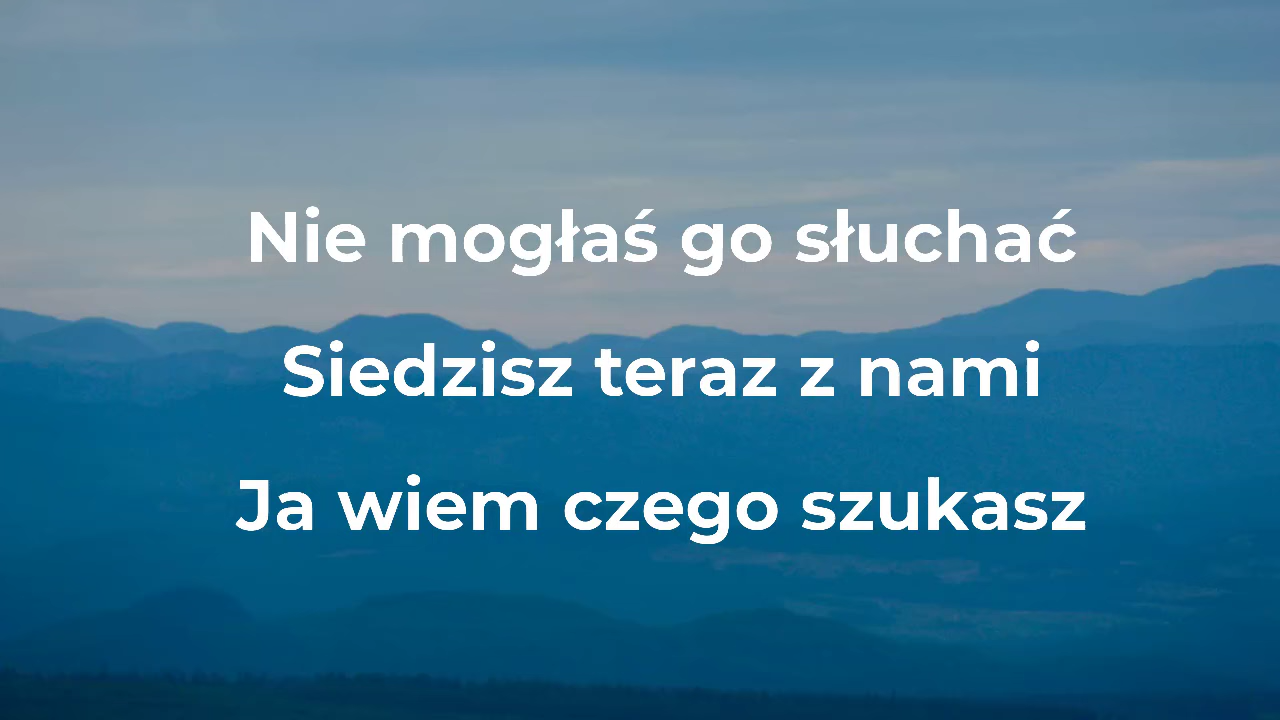 Nie mogłaś go słuchać
Siedzisz teraz z nami
Ja wiem czego szukasz